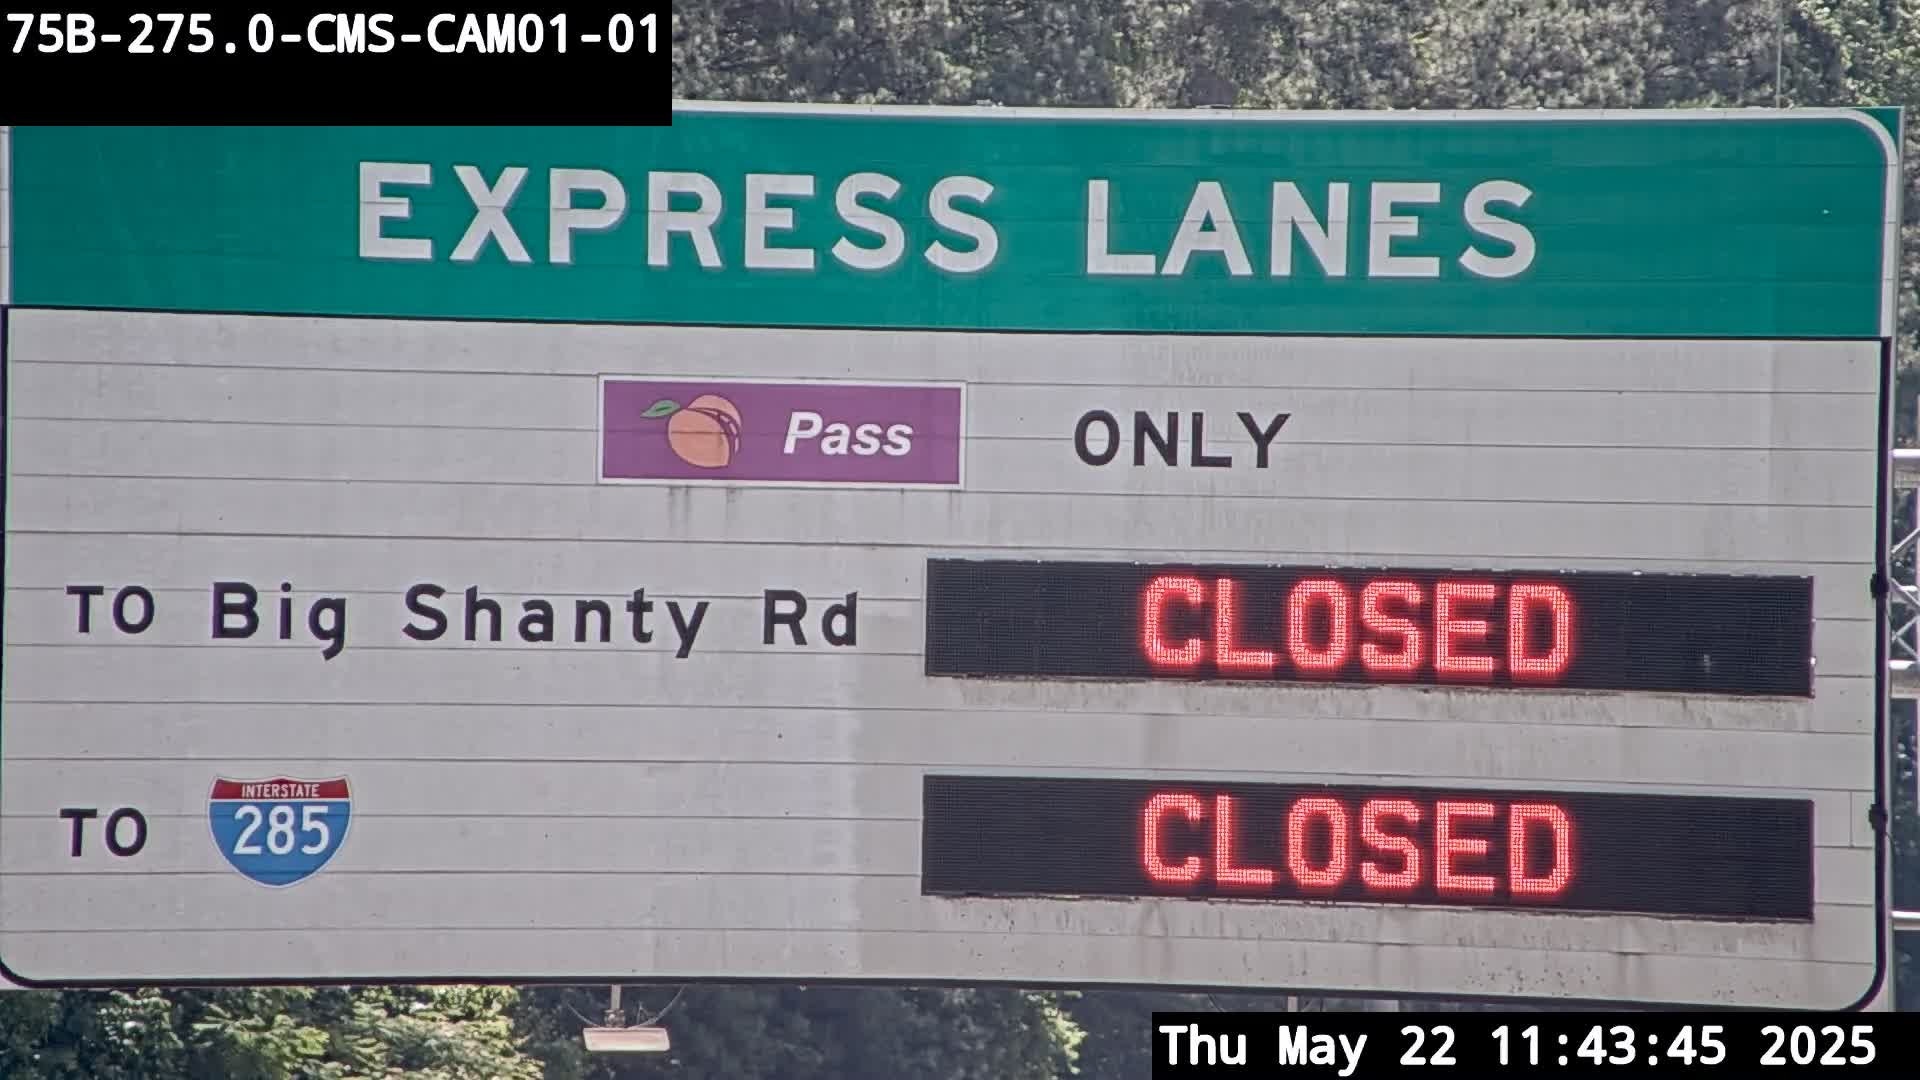 75B-275.0-CMS-CAM01-01
EXPRESS LANES
Pass ONLY
TO Big Shanty Rd CLOSED
INTERSTATE
TO 285 CLOSED
Thu May 22 11:43:45 2025